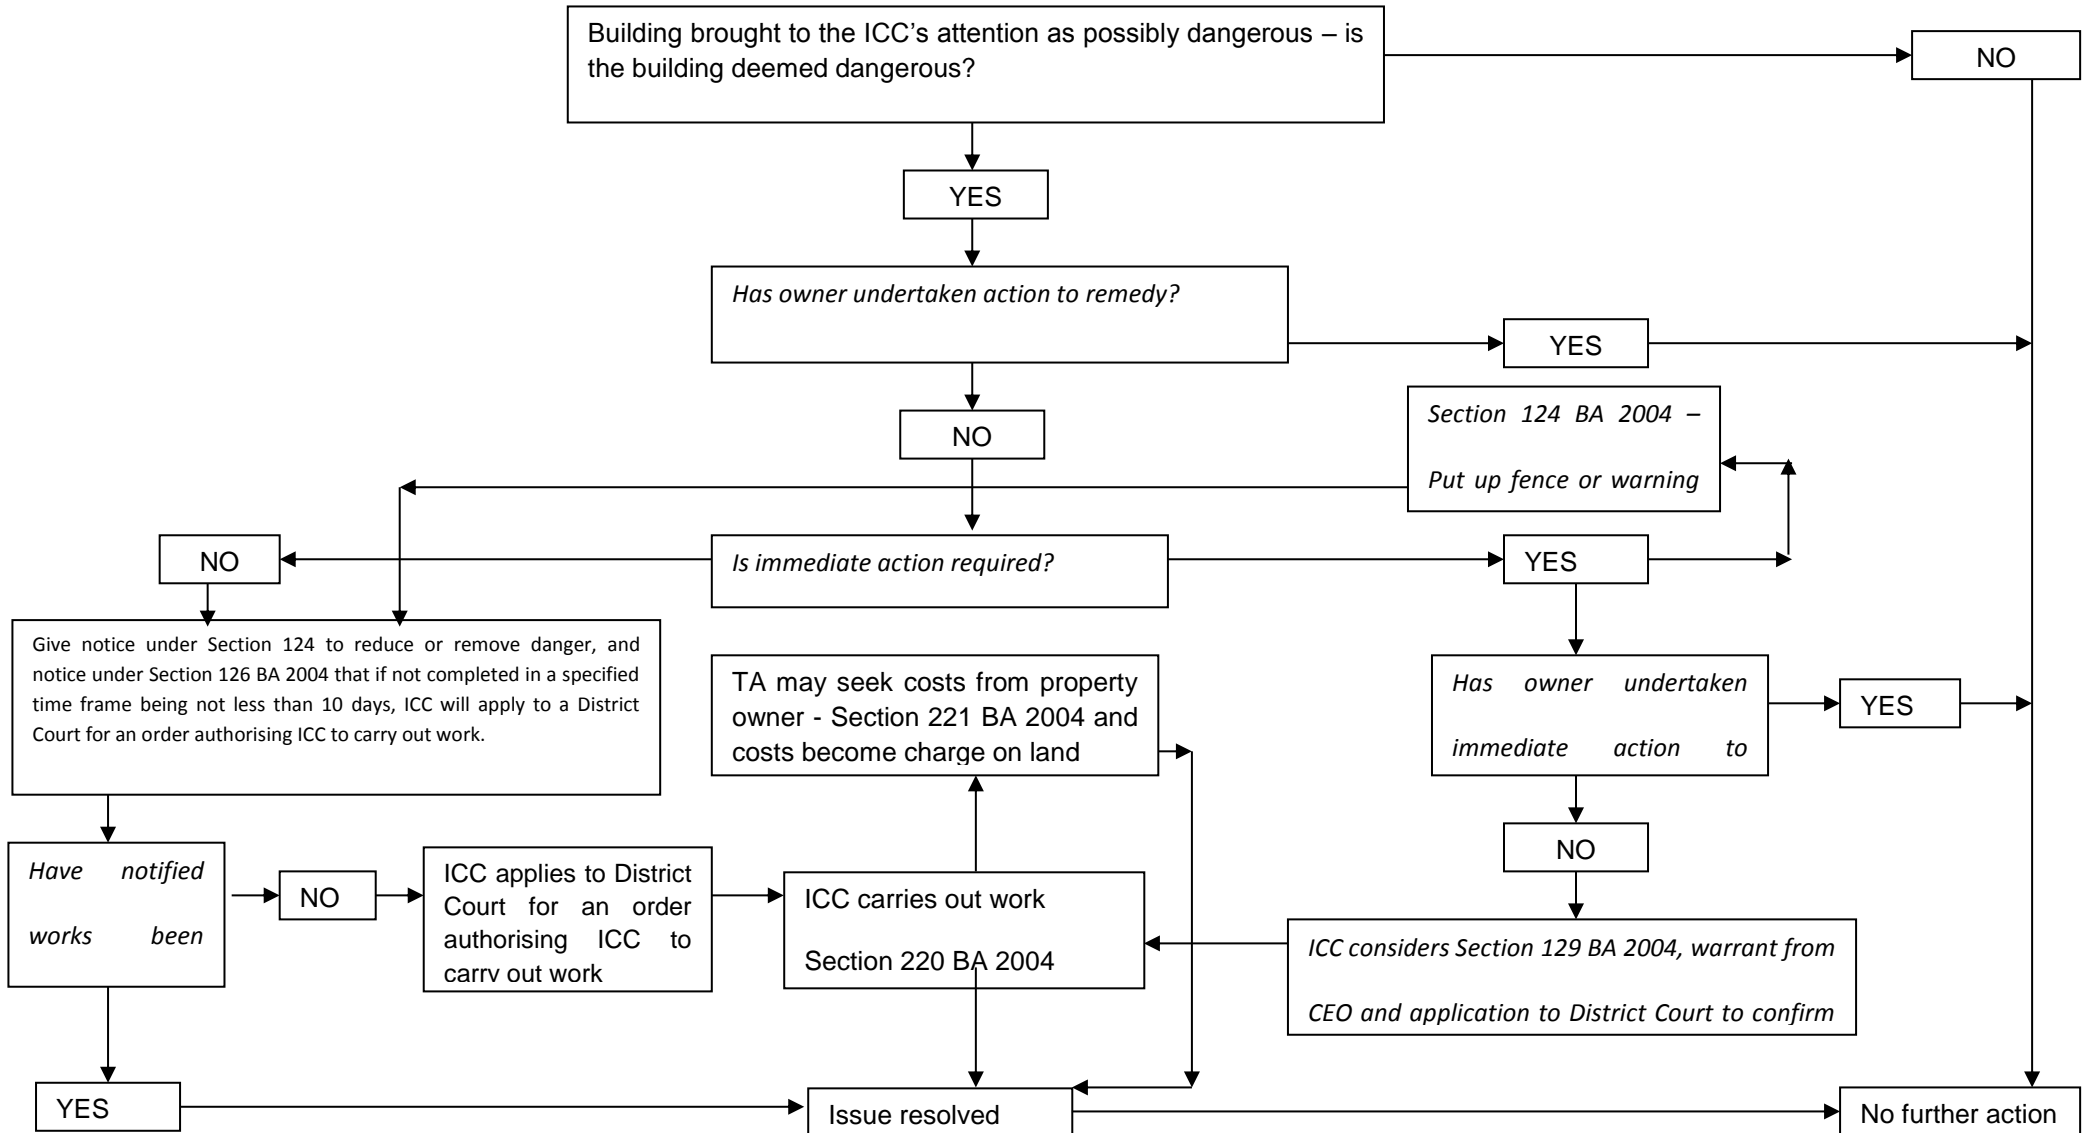 Building brought to the ICC’s attention as possibly dangerous – is
the building deemed dangerous?
NO
YES
Has owner undertaken action to remedy?
YES
NO
Section 124 BA 2004 –
Put up fence or warning
NO
Is immediate action required?
YES
Give notice under Section 124 to reduce or remove danger, and
notice under Section 126 BA 2004 that if not completed in a specified
time frame being not less than 10 days, ICC will apply to a District
Court for an order authorising ICC to carry out work.
TA may seek costs from property
owner - Section 221 BA 2004 and
costs become charge on land
Has owner undertaken
immediate action to
YES
NO
Have notified
works been
NO
ICC applies to District
Court for an order
authorising ICC to
carry out work
ICC carries out work
Section 220 BA 2004
ICC considers Section 129 BA 2004, warrant from
CEO and application to District Court to confirm
YES
Issue resolved
No further action